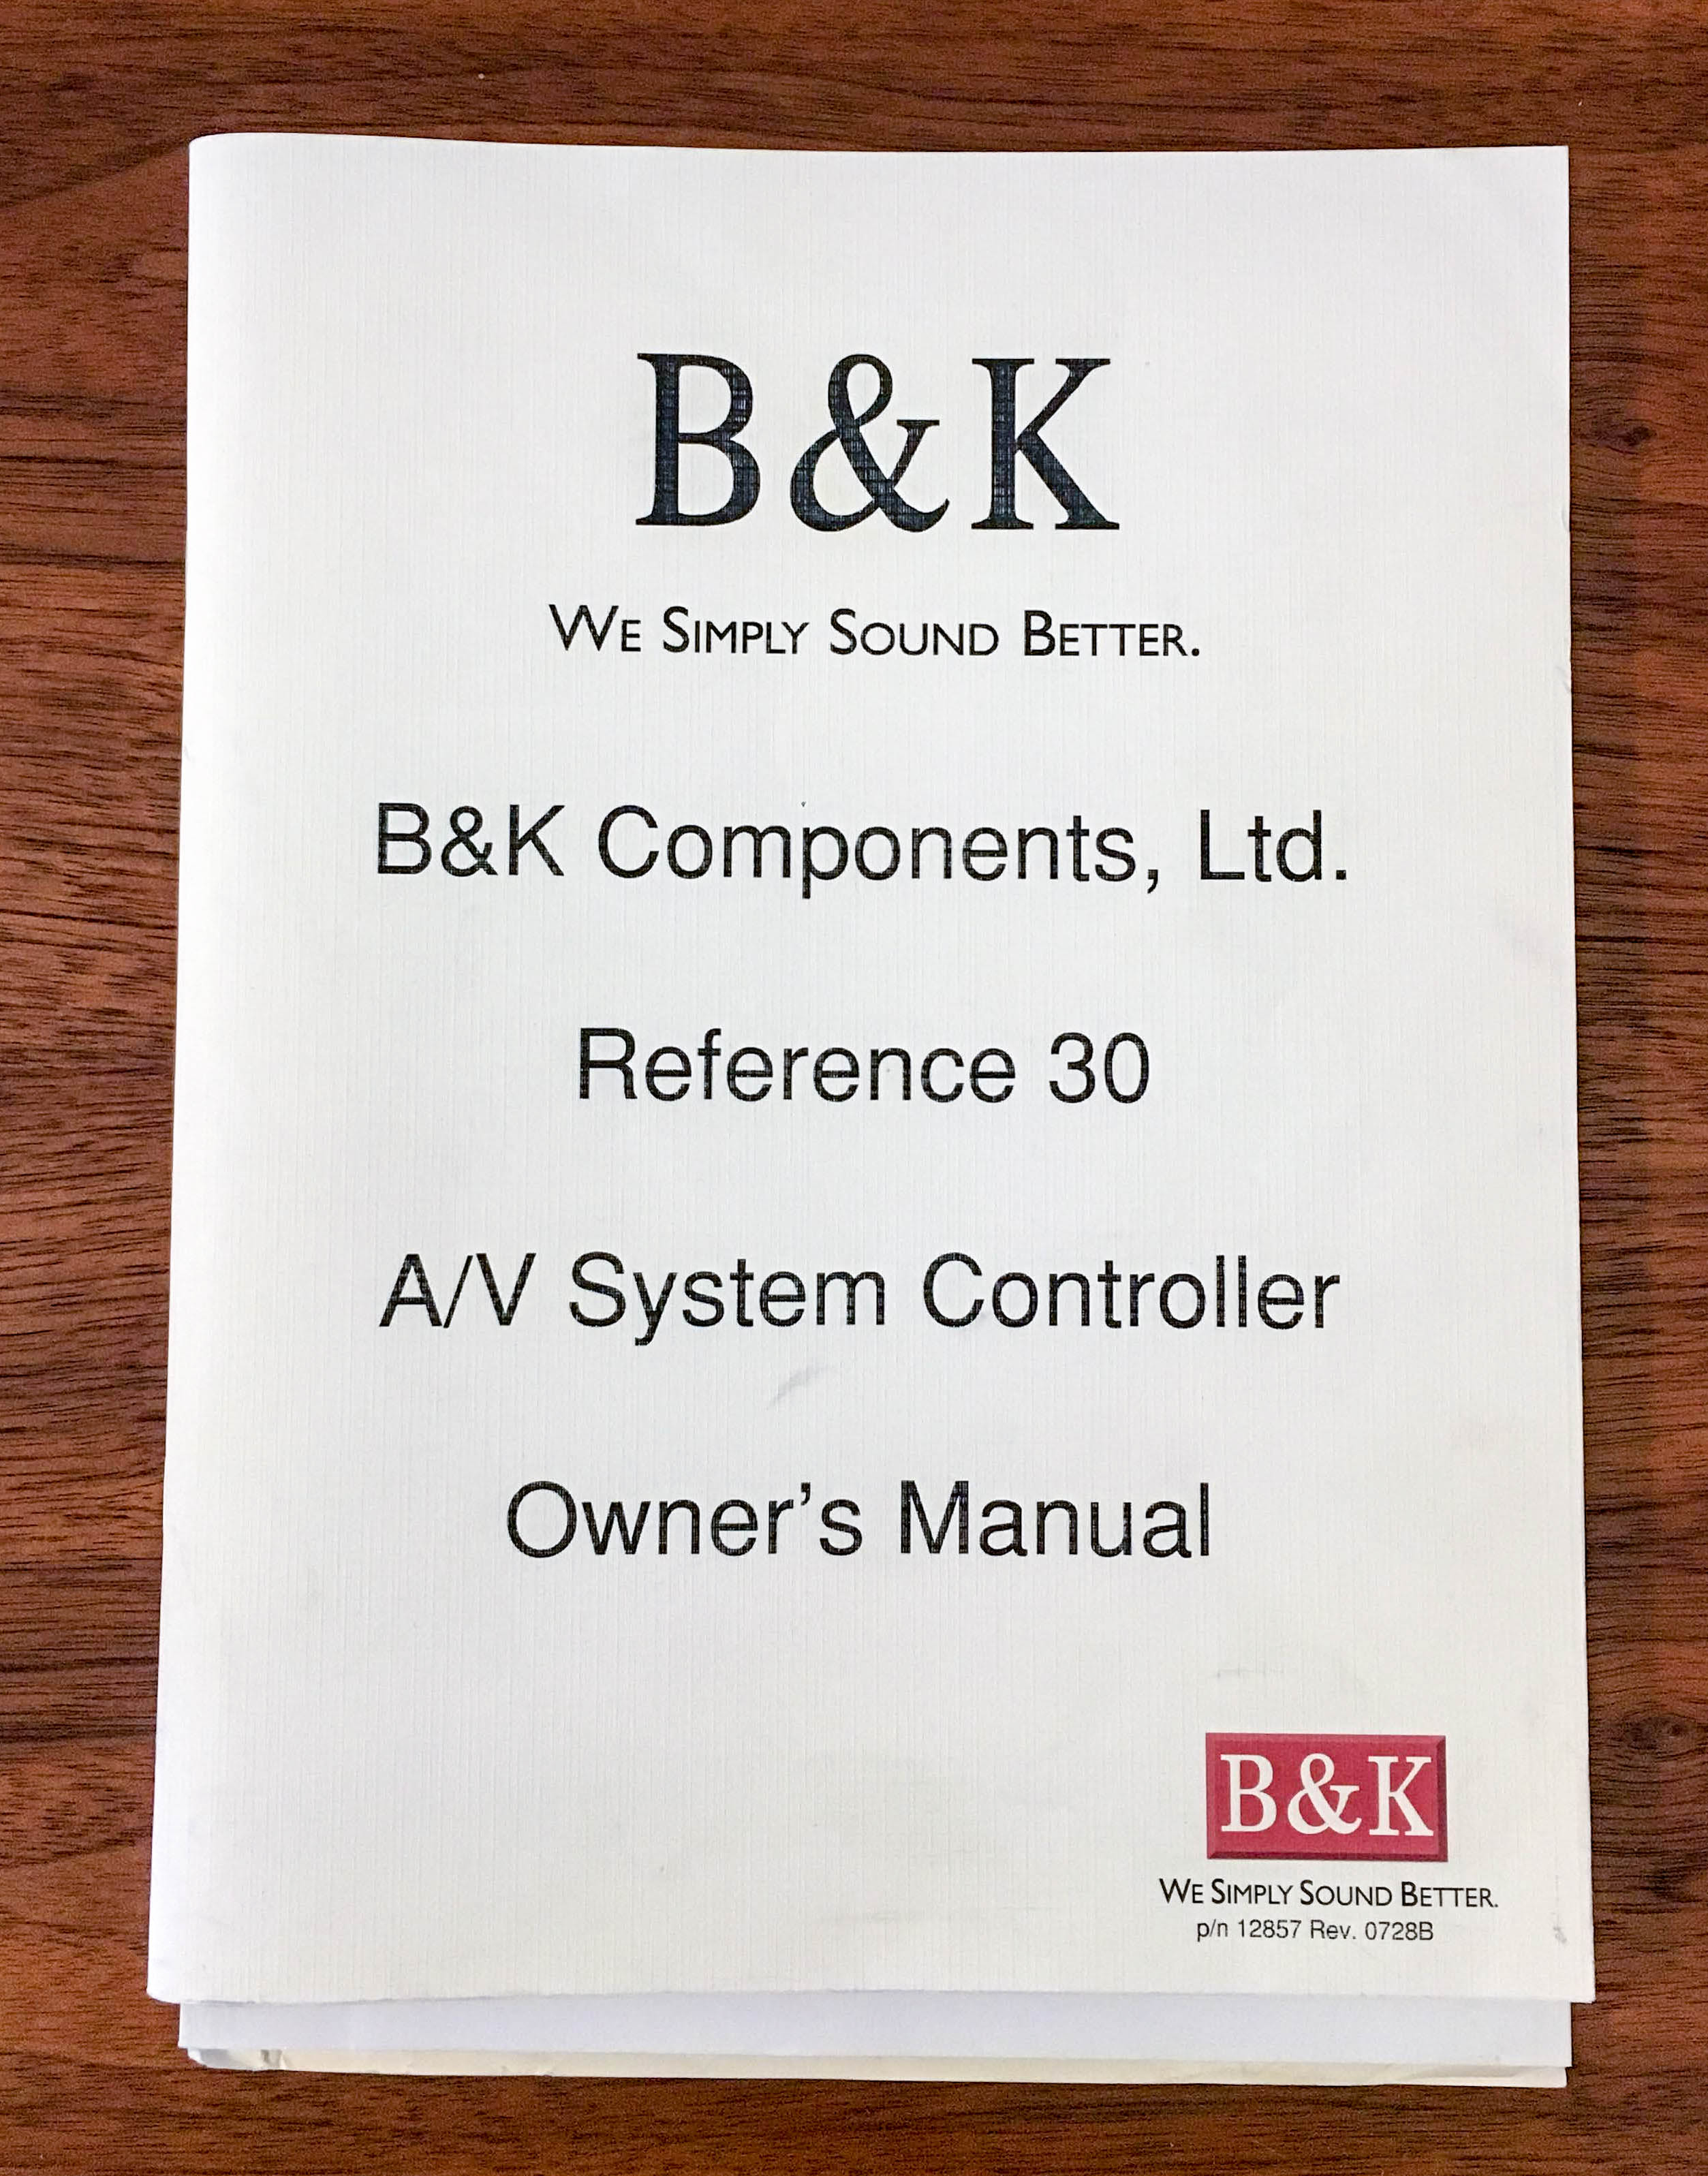 B&K
WE SIMPLY SOUND BETTER.
B&K Components, Ltd.
Reference 30
A/V System Controller
Owner’s Manual
B&K
WE SIMPLY SOUND BETTER.
p/n 12857 Rev. 0728B